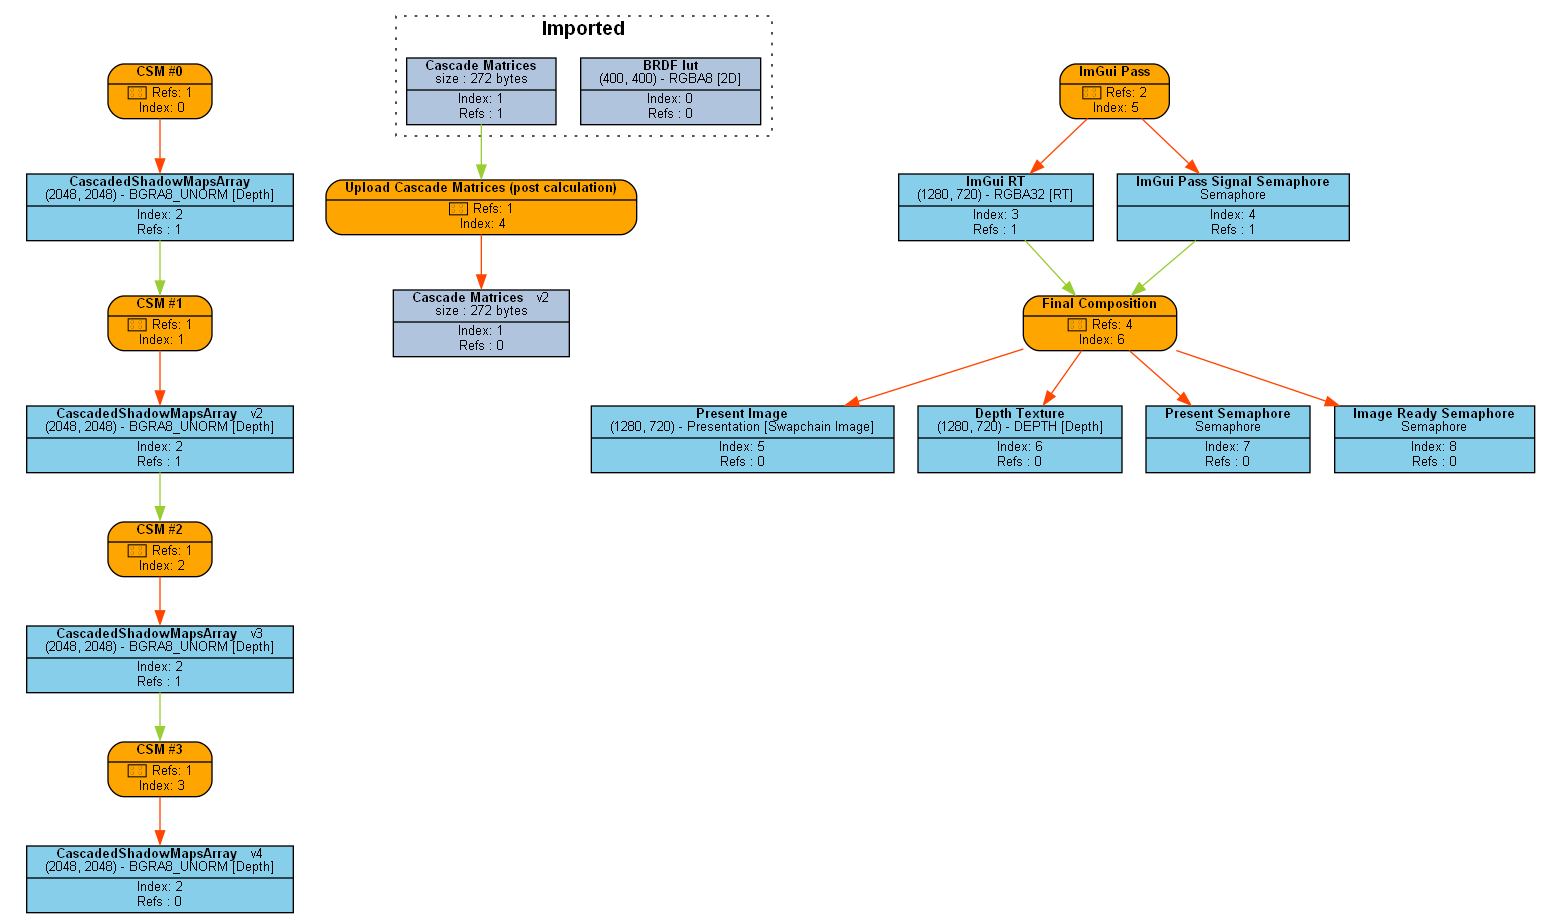 CSM #0
Refs: 1
Index: 0
CascadedShadowMapsArray
(2048, 2048) - BGRA8_UNORM [Depth]
Index: 2
Refs : 1
CSM #1
Refs: 1
Index: 1
CascadedShadowMapsArray v2
(2048, 2048) - BGRA8_UNORM [Depth]
Index: 2
Refs : 1
CSM #2
Refs: 1
Index: 2
CascadedShadowMapsArray v3
(2048, 2048) - BGRA8_UNORM [Depth]
Index: 2
Refs : 1
CSM #3
Refs: 1
Index: 3
CascadedShadowMapsArray v4
(2048, 2048) - BGRA8_UNORM [Depth]
Index: 2
Refs : 0
Imported
Cascade Matrices
size : 272 bytes
Index: 1
Refs : 1
BRDF lut
(400, 400) - RGBA8 [2D]
Index: 0
Refs : 0
Upload Cascade Matrices (post calculation)
Refs: 1
Index: 4
Cascade Matrices v2
size : 272 bytes
Index: 1
Refs : 0
ImGui Pass
Refs: 2
Index: 5
ImGui RT
(1280, 720) - RGBA32 [RT]
Index: 3
Refs : 1
ImGui Pass Signal Semaphore
Semaphore
Index: 4
Refs : 1
Final Composition
Refs: 4
Index: 6
Present Image
(1280, 720) - Presentation [Swapchain Image]
Index: 5
Refs : 0
Depth Texture
(1280, 720) - DEPTH [Depth]
Index: 6
Refs : 0
Present Semaphore
Semaphore
Index: 7
Refs : 0
Image Ready Semaphore
Semaphore
Index: 8
Refs : 0